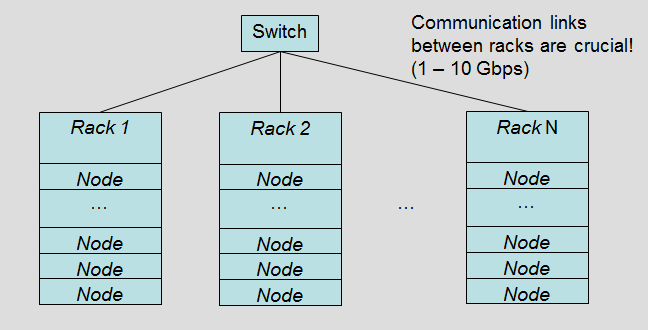 Switch
Communication links
between racks are crucial!
(1 – 10 Gbps)
Rack 1
Node
…
Node
Node
Node
Rack 2
Node
…
Node
Node
Node
…
Rack N
Node
…
Node
Node
Node